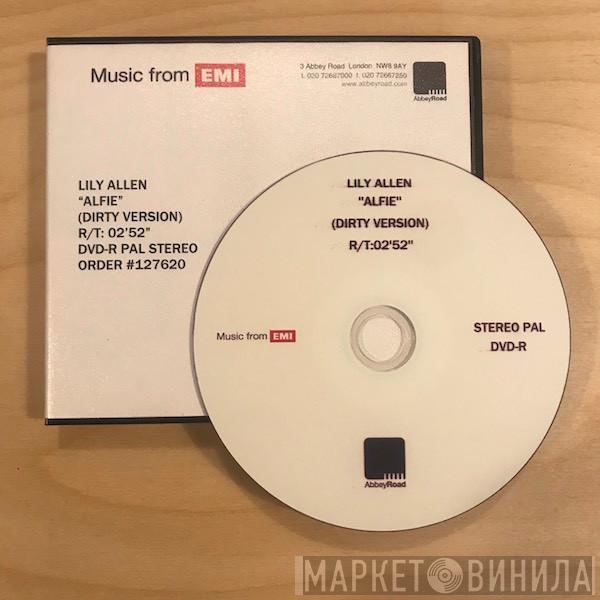 Music from EMI
3 Abbey Road London NW8 9AY
t. 020 72667000 f. 020 72667250
www.abbeyroad.com
AbbeyRoad
LILY ALLEN
“ALFIE”
(DIRTY VERSION)
R/T: 02'52"
DVD-R PAL STEREO
ORDER #127620
LILY ALLEN
"ALFIE"
(DIRTY VERSION)
R/T:02'52"
Music from EMI
STEREO PAL
DVD-R
AbbeyRoad
МАРКЕТ ВИНИЛА